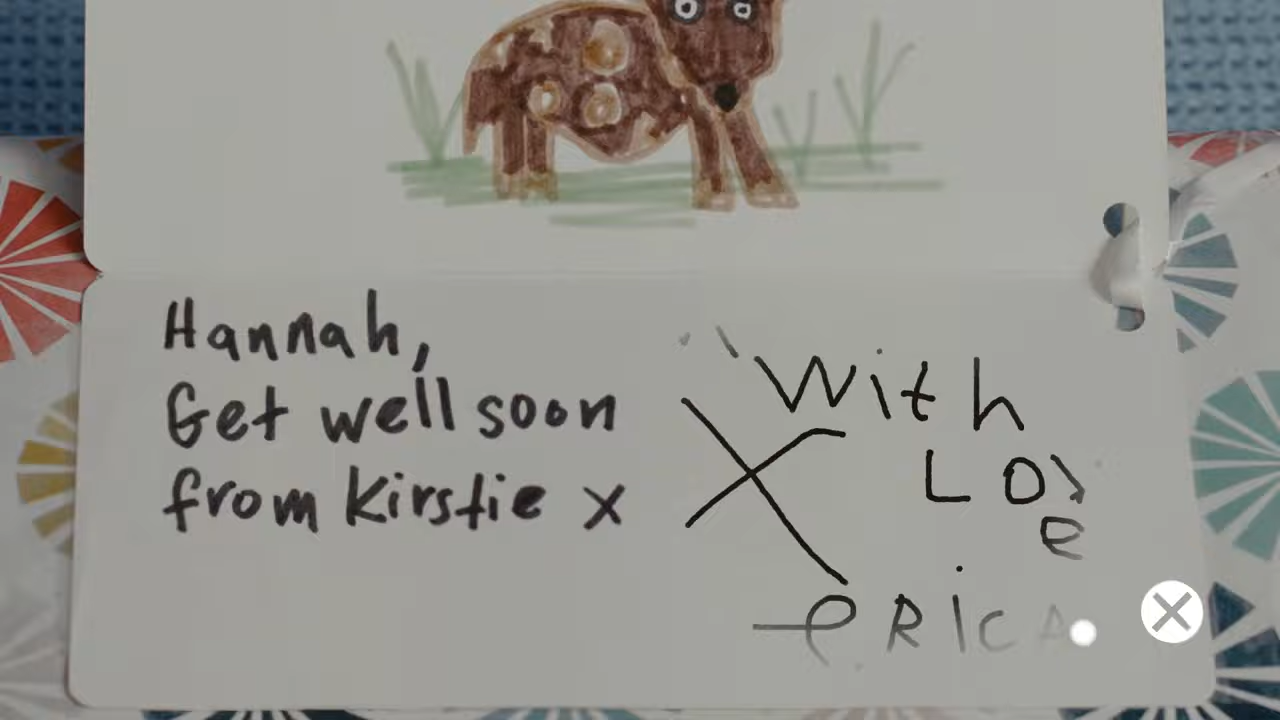 Hannah,
Get well soon
from Kirstie x
With
Love
X
eRicA